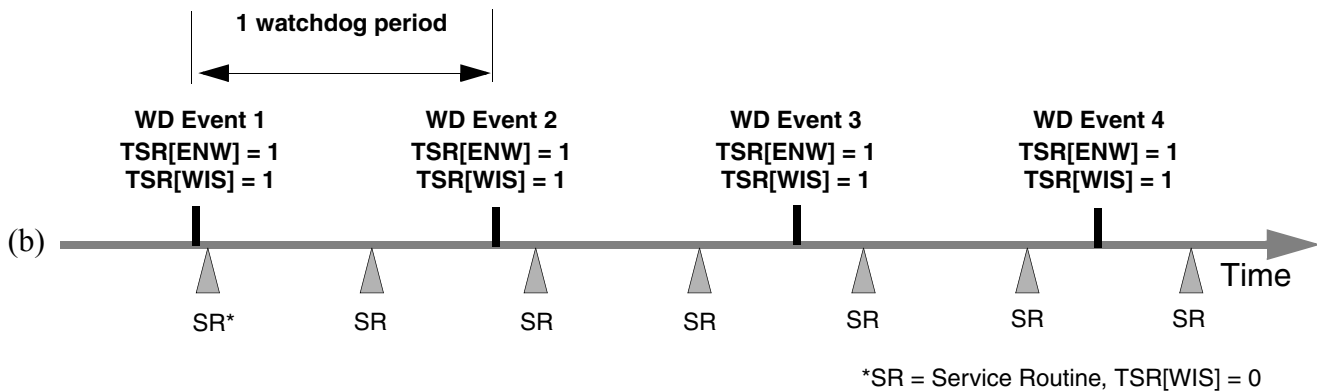 1 watchdog period
WD Event 1 WD Event 2 WD Event 3 WD Event 4
TSR[ENW] = 1 TSR[ENW] = 1 TSR[ENW] = 1 TSR[ENW] = 1
TSR[WIS] = 1 TSR[WIS] = 1 TSR[WIS] = 1 TSR[WIS] = 1
(b)
Time
SR* SR SR SR SR SR SR
*SR = Service Routine, TSR[WIS] = 0